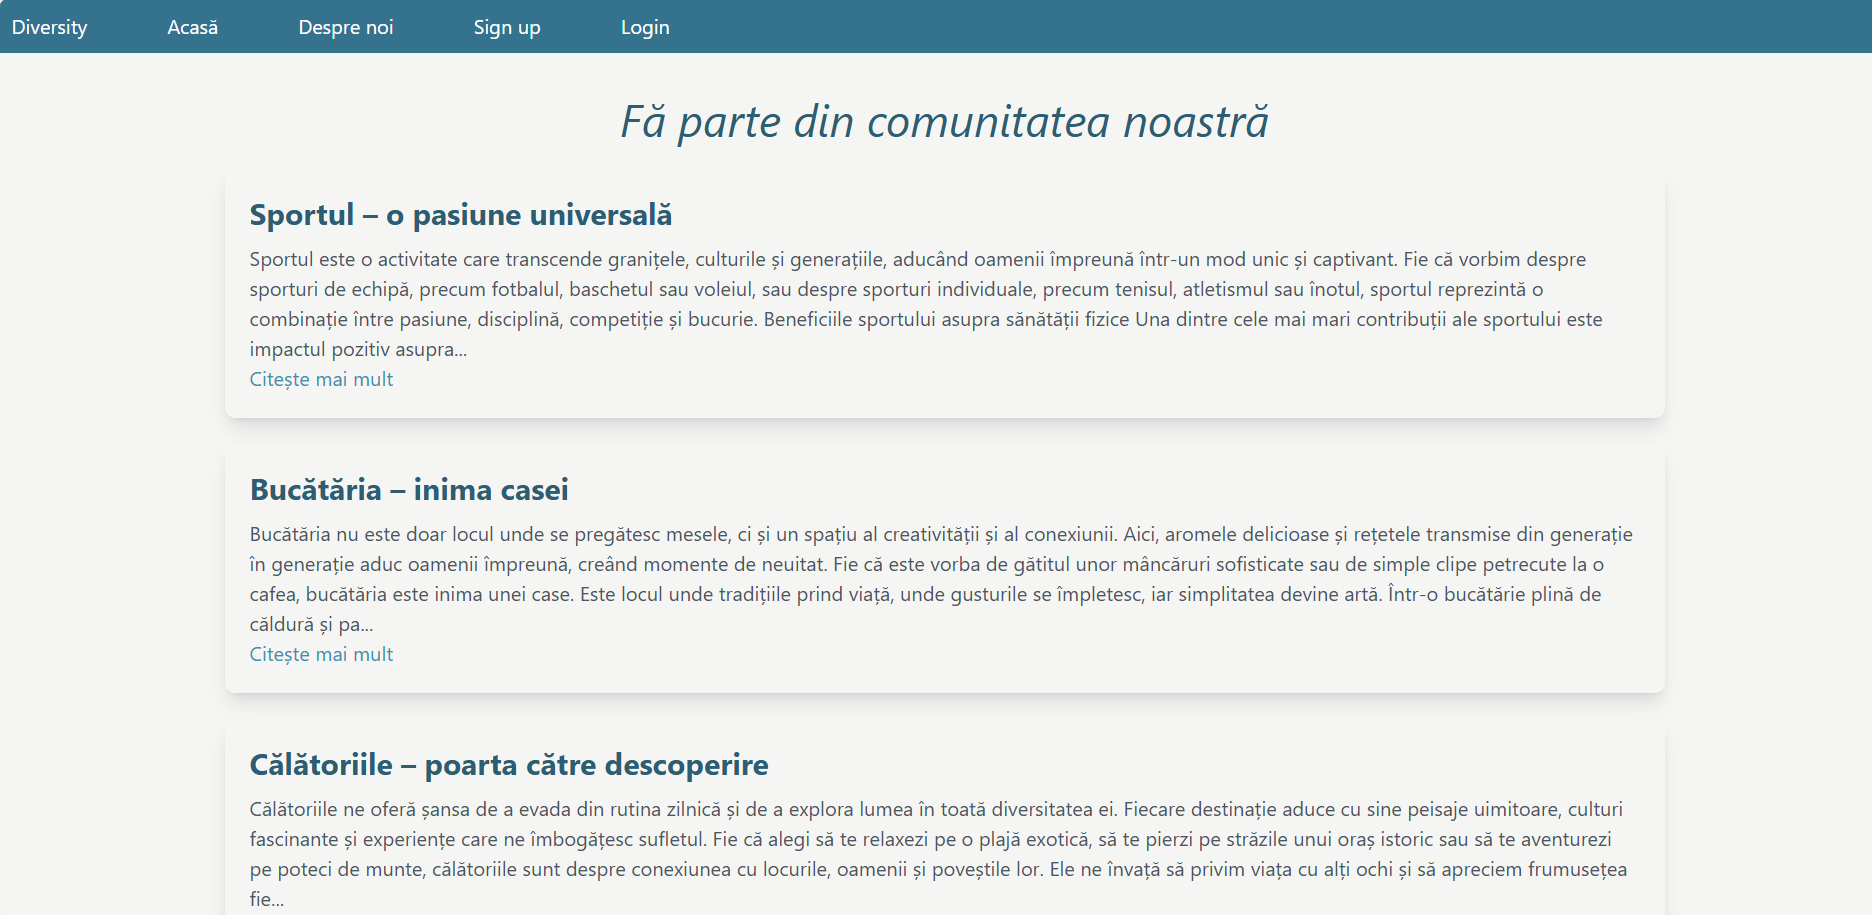 Diversity Acasă Despre noi Sign up Login
Fă parte din comunitatea noastră
Sportul – o pasiune universală
Sportul este o activitate care transcende granițele, culturile și generațiile, aducând oamenii împreună într-un mod unic și captivant. Fie că vorbim despre
sporturi de echipă, precum fotbalul, baschetul sau voleiul, sau despre sporturi individuale, precum tenisul, atletismul sau înotul, sportul reprezintă o
combinație între pasiune, disciplină, competiție și bucurie. Beneficiile sportului asupra sănătății fizice Una dintre cele mai mari contribuții ale sportului este
impactul pozitiv asupra...
Citește mai mult
Bucătăria – inima casei
Bucătăria nu este doar locul unde se pregătesc mesele, ci și un spațiu al creativității și al conexiunii. Aici, aromele delicioase și rețetele transmise din generație
în generație aduc oamenii împreună, creând momente de neuitat. Fie că este vorba de gătitul unor mâncăruri sofisticate sau de simple clipe petrecute la o
cafea, bucătăria este inima unei case. Este locul unde tradițiile prind viață, unde gusturile se împletesc, iar simplitatea devine artă. Într-o bucătărie plină de
căldură și pa...
Citește mai mult
Călătoriile – poarta către descoperire
Călătoriile ne oferă șansa de a evada din rutina zilnică și de a explora lumea în toată diversitatea ei. Fiecare destinație aduce cu sine peisaje uimitoare, culturi
fascinante și experiențe care ne îmbogățesc sufletul. Fie că alegi să te relaxezi pe o plajă exotică, să te pierzi pe străzile unui oraș istoric sau să te aventurezi
pe poteci de munte, călătoriile sunt despre conexiunea cu locurile, oamenii și poveștile lor. Ele ne învață să privim viața cu alți ochi și să apreciem frumusețea
fie...